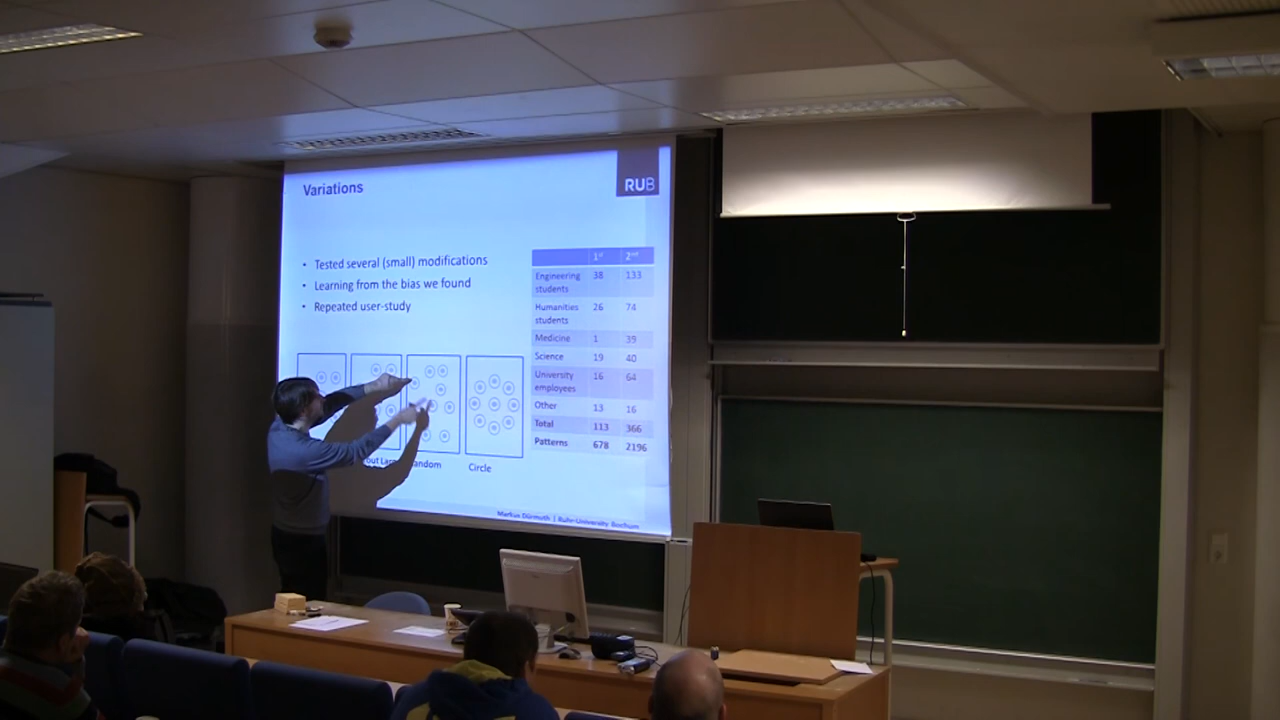 Variations
RUB
• Tested several (small) modifications
• Learning from the bias we found
• Repeated user-study
1st 2nd
Engineering students 38 133
Humanities students 26 74
Medicine 1 39
Science 19 40
University employees 16 64
Other 13 16
Total 113 366
Patterns 678 2196
Circle
Markus Dürmuth | Ruhr-University Bochum